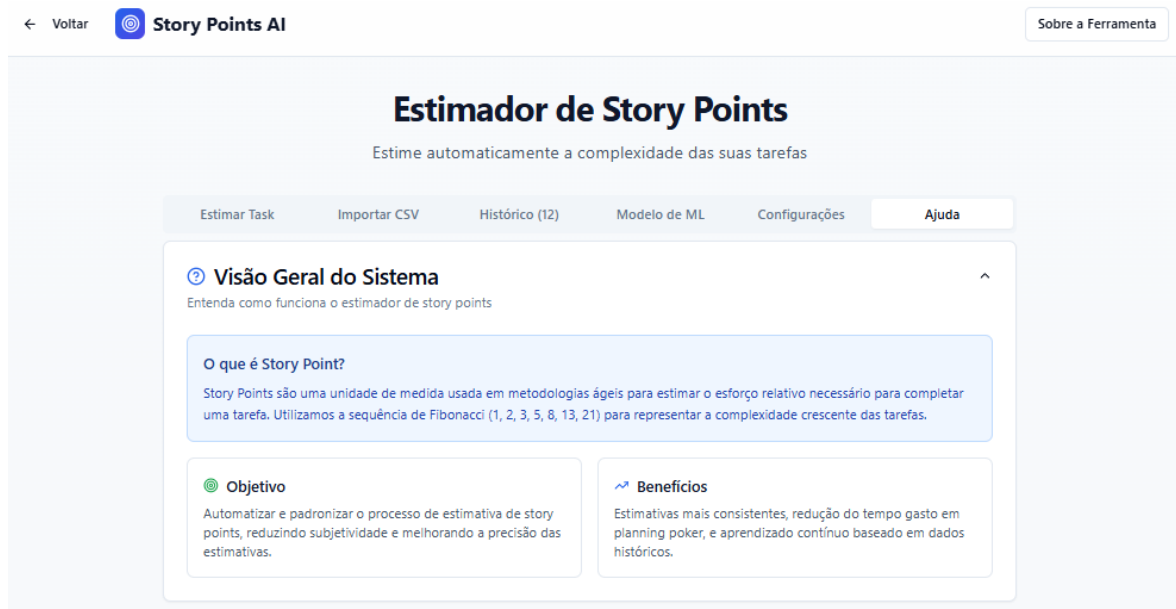 Voltar
Story Points AI
Sobre a Ferramenta
Estimador de Story Points
Estime automaticamente a complexidade das suas tarefas
Estimar Task
Importar CSV
Histórico (12)
Modelo de ML
Configurações
Ajuda
Visão Geral do Sistema
Entenda como funciona o estimador de story points
O que é Story Point?
Story Points são uma unidade de medida usada em metodologias ágeis para estimar o esforço relativo necessário para completar
uma tarefa. Utilizamos a sequência de Fibonacci (1, 2, 3, 5, 8, 13, 21) para representar a complexidade crescente das tarefas.
Objetivo
Automatizar e padronizar o processo de estimativa de story
points, reduzindo subjetividade e melhorando a precisão das
estimativas.
Benefícios
Estimativas mais consistentes, redução do tempo gasto em
planning poker, e aprendizado contínuo baseado em dados
históricos.